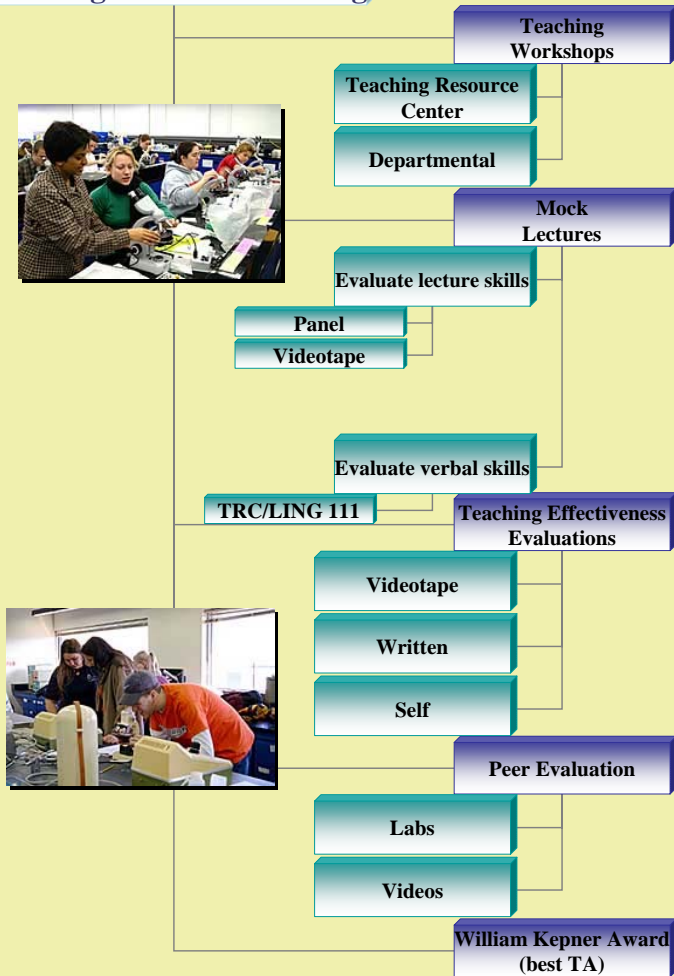 Teaching
Workshops
Teaching Resource
Center
Departmental
Mock
Lectures
Evaluate lecture skills
Panel
Videotape
Evaluate verbal skills
TRC/LING 111
Teaching Effectiveness
Evaluations
Videotape
Written
Self
Peer Evaluation
Labs
Videos
William Kepner Award
(best TA)